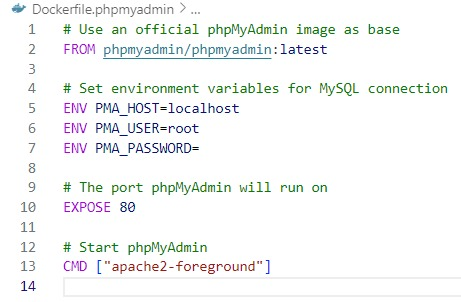 Dockerfile.phpmyadmin > ...
1 # Use an official phpMyAdmin image as base
2 FROM phpmyadmin/phpmyadmin:latest
3
4 # Set environment variables for MySQL connection
5 ENV PMA_HOST=localhost
6 ENV PMA_USER=root
7 ENV PMA_PASSWORD=
8
9 # The port phpMyAdmin will run on
10 EXPOSE 80
11
12 # Start phpMyAdmin
13 CMD ["apache2-foreground"]
14